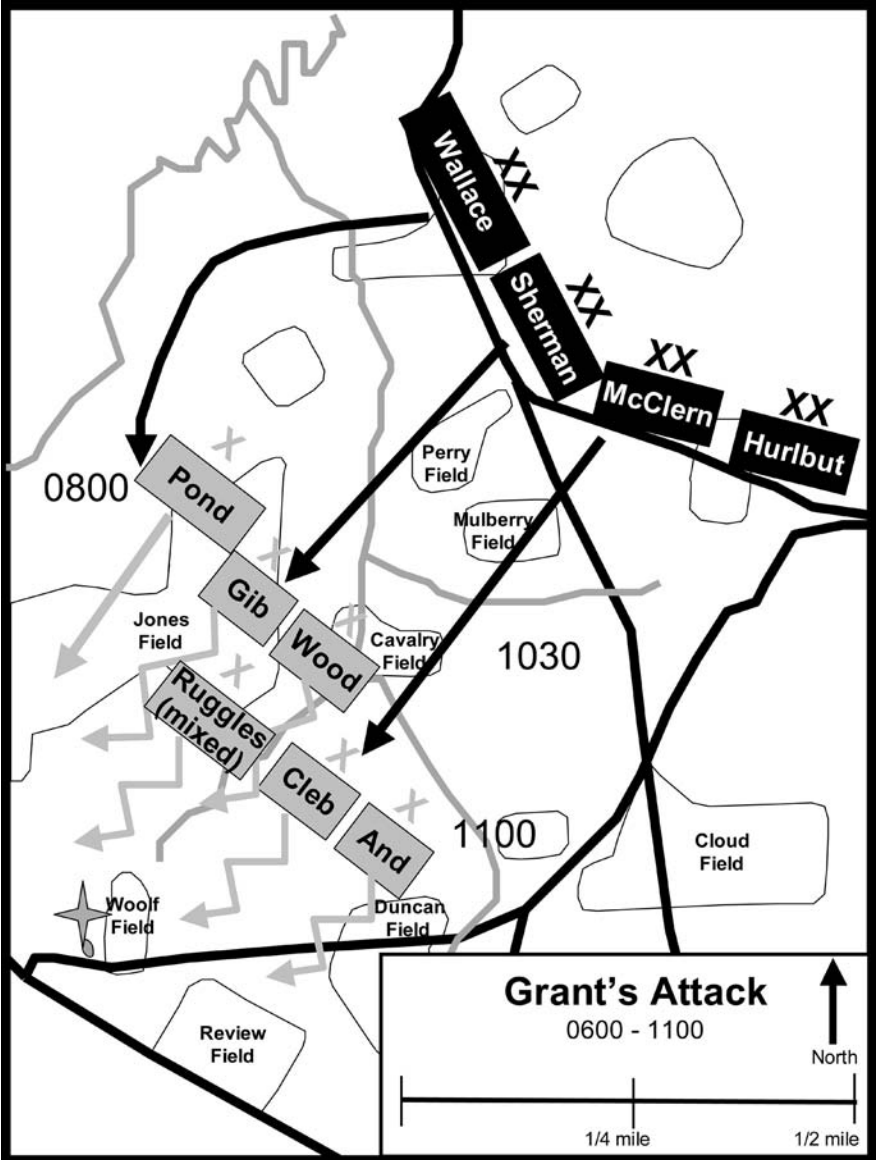 Wallace
XX
Sherman
XX
McClern
XX
Hurlbut
XX
Perry
Field
Mulberry
Field
0800
Pond
X
Gib
X
Wood
X
Jones
Field
Cavalry
Field
1030
Ruggles
(mixed)
X
Cleb
X
And
X
1100
Cloud
Field
Woolf
Field
Duncan
Field
Review
Field
Grant's Attack
0600 - 1100
North
1/4 mile
1/2 mile